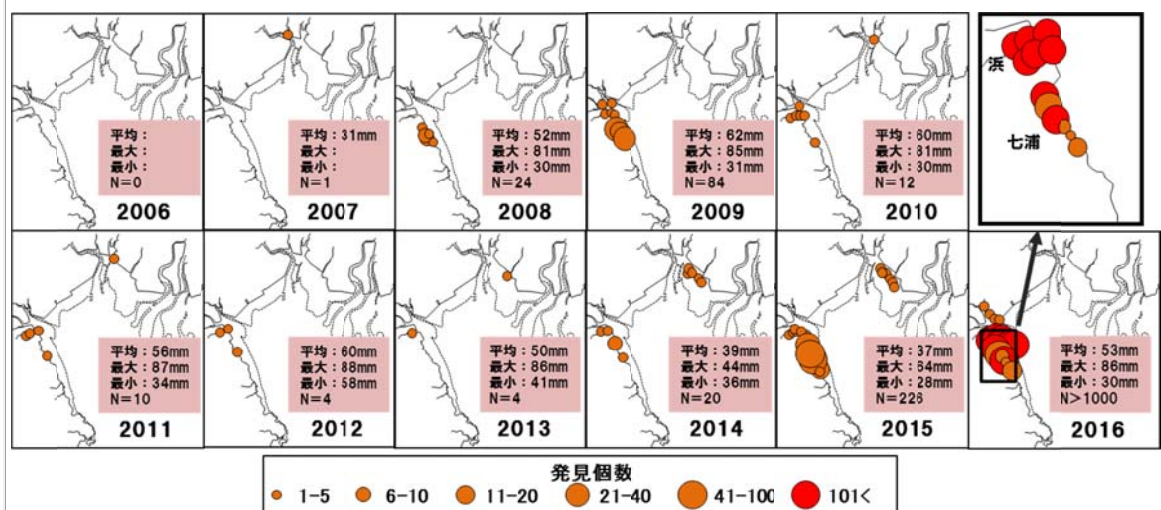 平均：
最大：
最小：
N＝0
2006
平均：31mm
最大：
最小：
N＝1
2007
平均：52mm
最大：81mm
最小：30mm
N＝24
2008
平均：62mm
最大：85mm
最小：31mm
N＝84
2009
平均：60mm
最大：81mm
最小：30mm
N＝12
2010
浜
七浦
平均：56mm
最大：87mm
最小：34mm
N＝10
2011
平均：60mm
最大：88mm
最小：58mm
N＝4
2012
平均：50mm
最大：86mm
最小：41mm
N＝4
2013
平均：39mm
最大：44mm
最小：36mm
N＝20
2014
平均：37mm
最大：64mm
最小：28mm
N＝226
2015
平均：53mm
最大：86mm
最小：30mm
N＞1000
2016
発見個数
1-5 6-10 11-20 21-40 41-100 101<